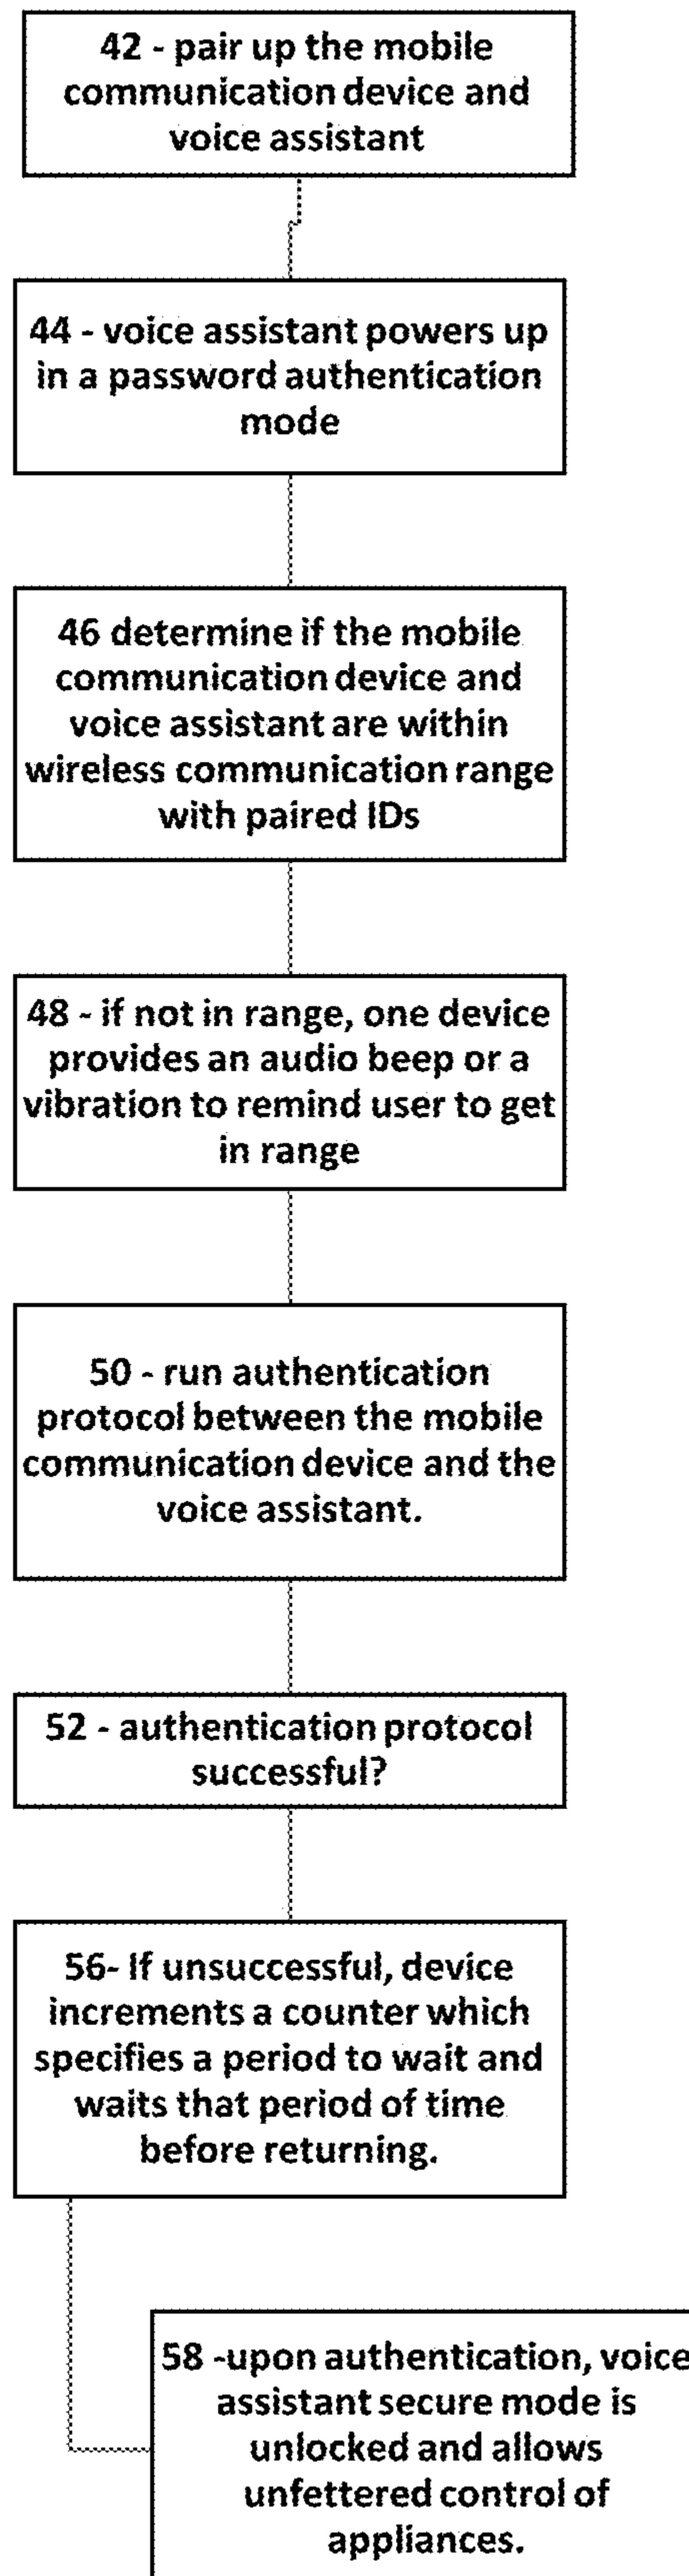 42 - pair up the mobile
communication device and
voice assistant
44 - voice assistant powers up
in a password authentication
mode
46 determine if the mobile
communication device and
voice assistant are within
wireless communication range
with paired IDs
48 - if not in range, one device
provides an audio beep or a
vibration to remind user to get
in range
50 - run authentication
protocol between the mobile
communication device and the
voice assistant.
52 - authentication protocol
successful?
56- If unsuccessful, device
increments a counter which
specifies a period to wait and
waits that period of time
before returning.
58 -upon authentication, voice
assistant secure mode is
unlocked and allows
unfettered control of
appliances.